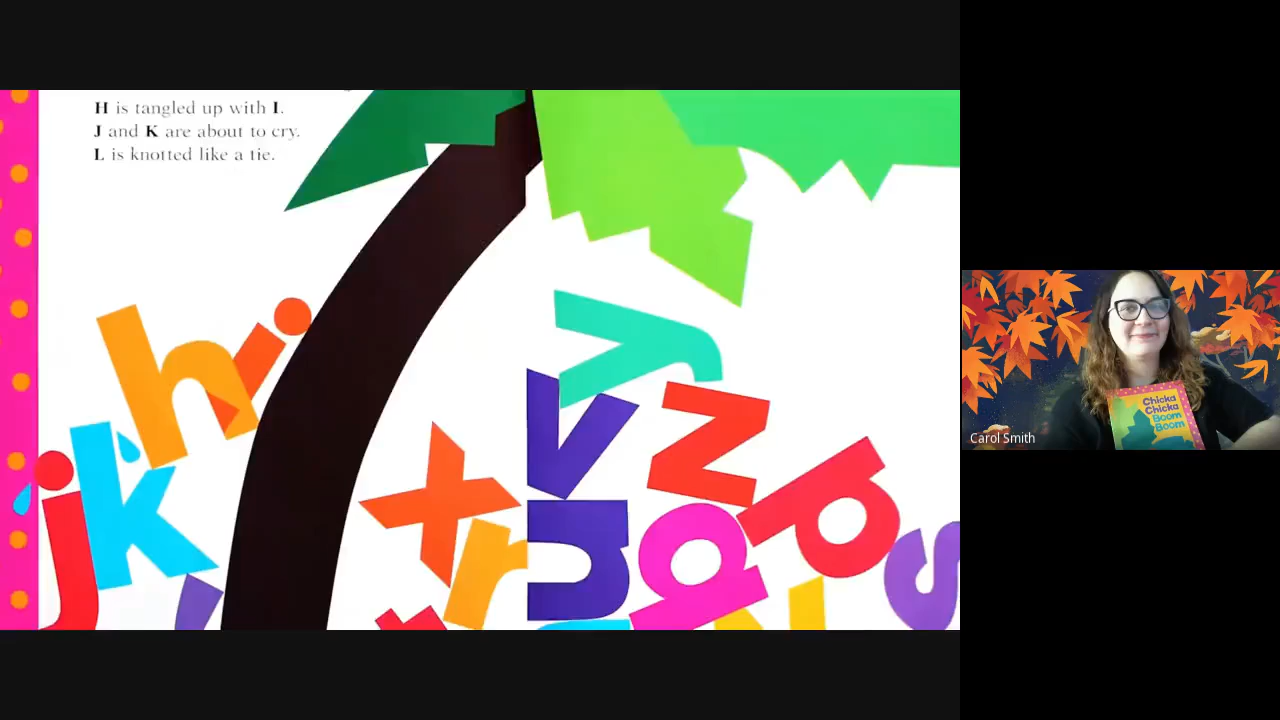 H is tangled up with I.
J and K are about to cry.
L is knotted like a tie.
h i
y
j k
x
v
z
r
u
q
p
s
Chicka
Chicka
Boom
Boom
Carol Smith